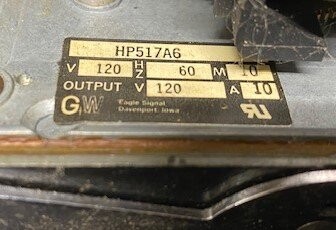 HP517A6
V 120 HZ 60 M 10
OUTPUT V 120 A 10
GW Eagle Signal
Davenport, Iowa